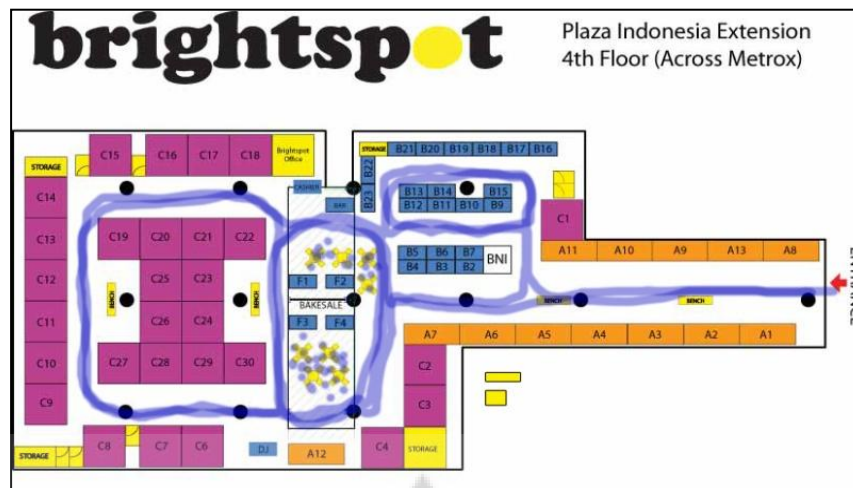 brightspot
Plaza Indonesia Extension
4th Floor (Across Metrox)
STORAGE
C15
C16
C17
C18
Brightspot
Office
STORAGE
B21
B20
B19
B18
B17
B16
B22
B23
CASHIER
BAR
B13
B14
B15
B12
B11
B10
B9
C14
C13
C12
C11
C10
C9
C19
C20
C21
C22
C25
C23
BENCH
BENCH
C26
C24
C27
C28
C29
C30
F1
F2
BAKESALE
F3
F4
B5
B6
B7
BNI
B4
B3
B2
C1
A11
A10
A9
A13
A8
ENTRANCE
BENCH
BENCH
A7
A6
A5
A4
A3
A2
A1
C2
C3
C8
C7
C6
DJ
A12
C4
STORAGE
STORAGE